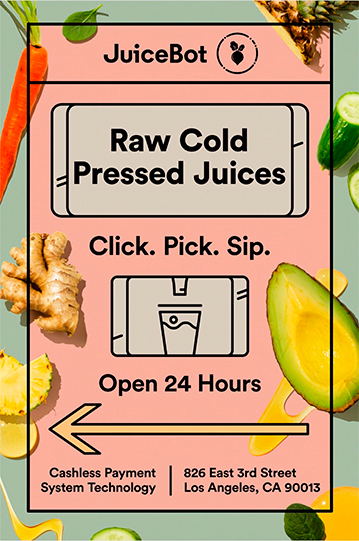 JuiceBot
Raw Cold
Pressed Juices
Click. Pick. Sip.
Open 24 Hours
Cashless Payment
System Technology
826 East 3rd Street
Los Angeles, CA 90013